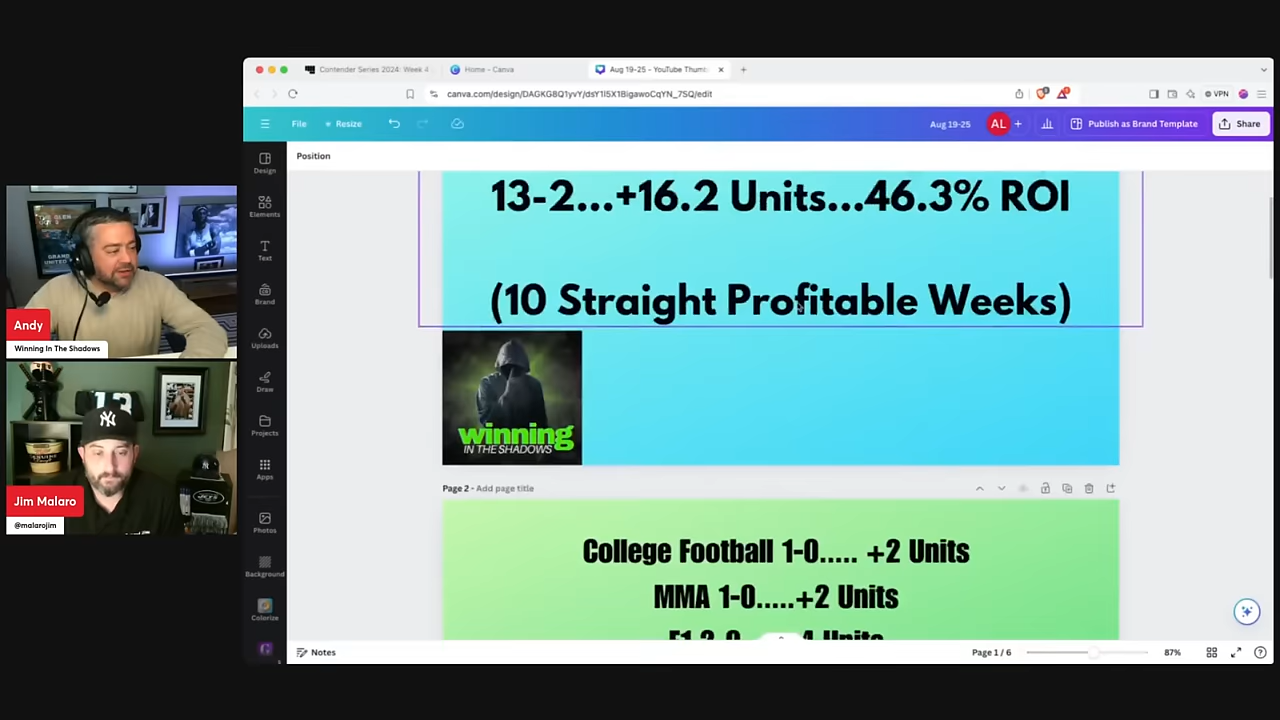 Contender Series 2024: Week 4
Home - Canva
Aug 19-25 - YouTube Thumb
canva.com/design/DAGKG8Q1yvY/dsY1I5X1BigawoCqYN_7SQ/edit
VPN
File
Resize
Aug 19-25
AL
Publish as Brand Template
Share
Position
Design
Elements
Text
Brand
Uploads
Draw
Projects
Apps
Photos
Background
Colorize
13-2...+16.2 Units...46.3% ROI
(10 Straight Profitable Weeks)
winning
IN THE SHADOWS
Page 2 - Add page title
College Football 1-0..... +2 Units
MMA 1-0.....+2 Units
Notes
Page 1 / 6
87%
GRAND
UNITED
Andy
Winning In The Shadows
13
JETS
Jim Malaro
@malarojim